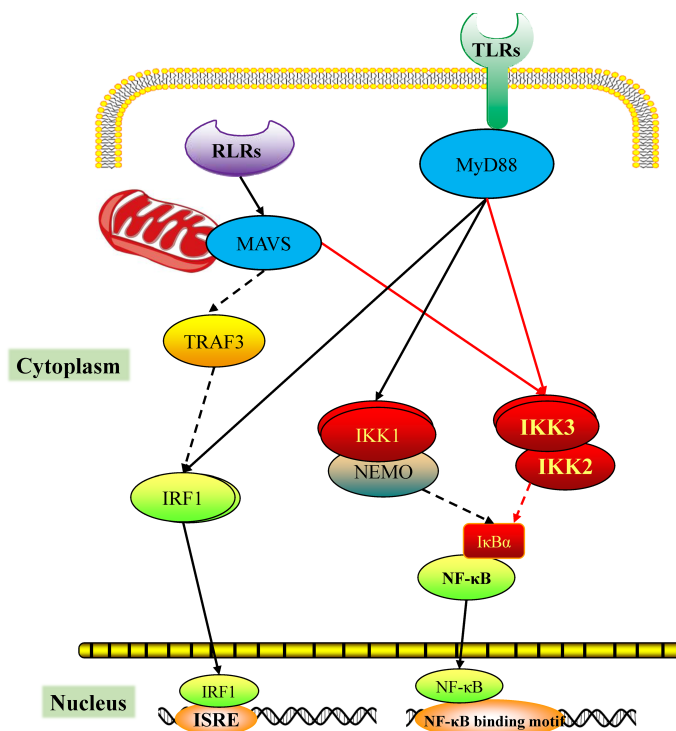 TLRs
RLRs
MyD88
MAVS
TRAF3
Cytoplasm
IKK1
IKK3
NEMO
IKK2
IRF1
IκBα
NF-κB
Nucleus
IRF1
NF-κB
ISRE
NF-κB binding motif